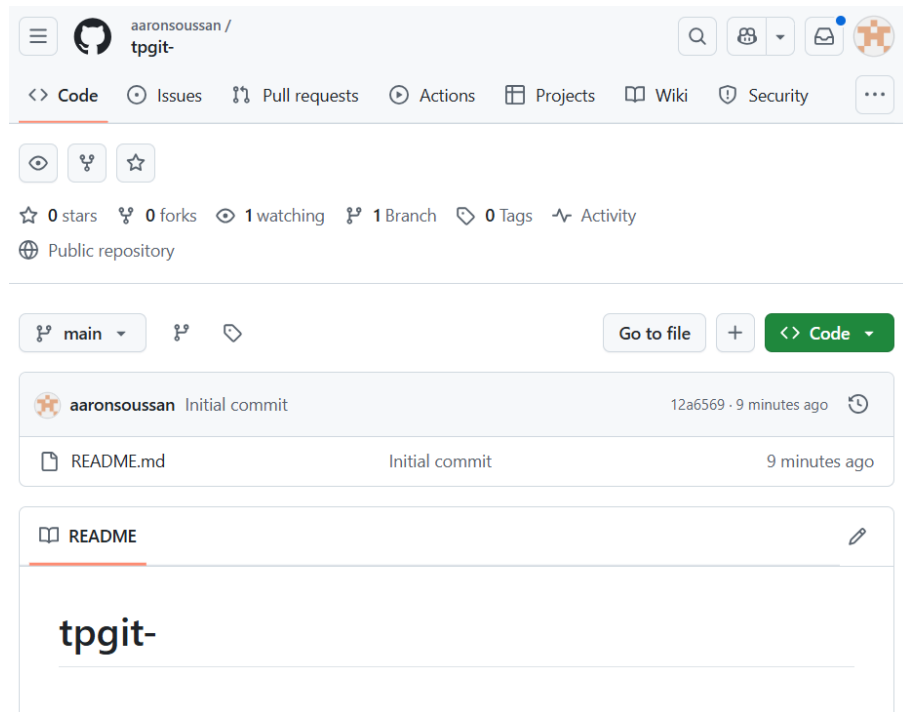 aaronsoussan /
tpgit-
Code Issues Pull requests Actions Projects Wiki Security
0 stars 0 forks 1 watching 1 Branch 0 Tags Activity
Public repository
main Go to file Code
aaronsoussan Initial commit 12a6569 · 9 minutes ago
README.md Initial commit 9 minutes ago
README
tpgit-